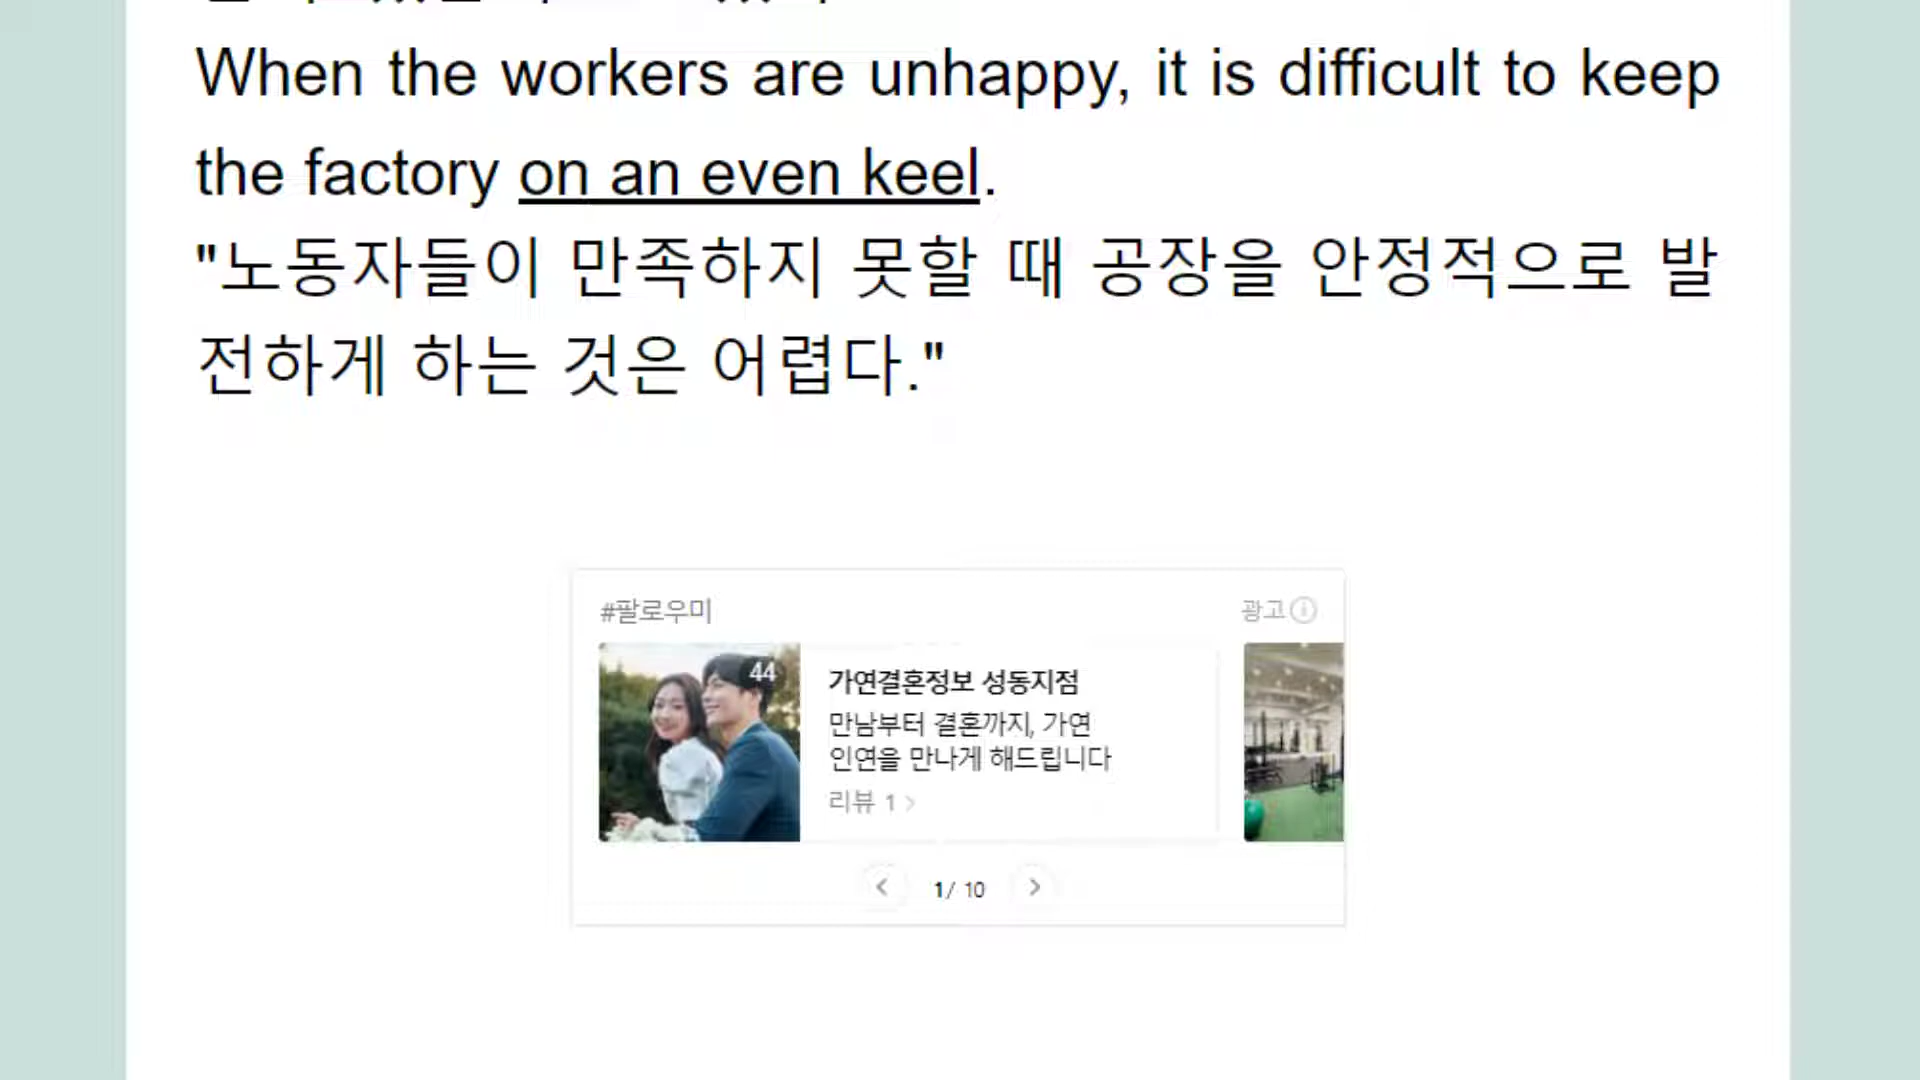 When the workers are unhappy, it is difficult to keep
the factory on an even keel.
"노동자들이 만족하지 못할 때 공장을 안정적으로 발
전하게 하는 것은 어렵다."
#팔로우미
광고
44
가연결혼정보 성동지점
만남부터 결혼까지, 가연
인연을 만나게 해드립니다
리뷰 1
1/ 10